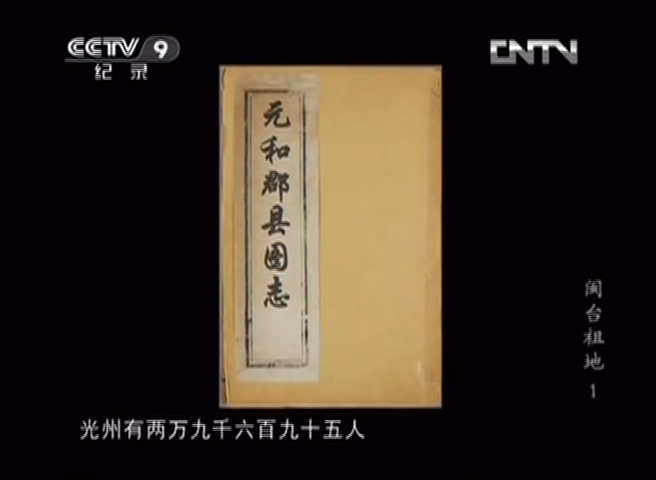 CCTV 9
纪录
CNTV
元和郡县图志
闽台祖地 1
光州有两万九千六百九十五人